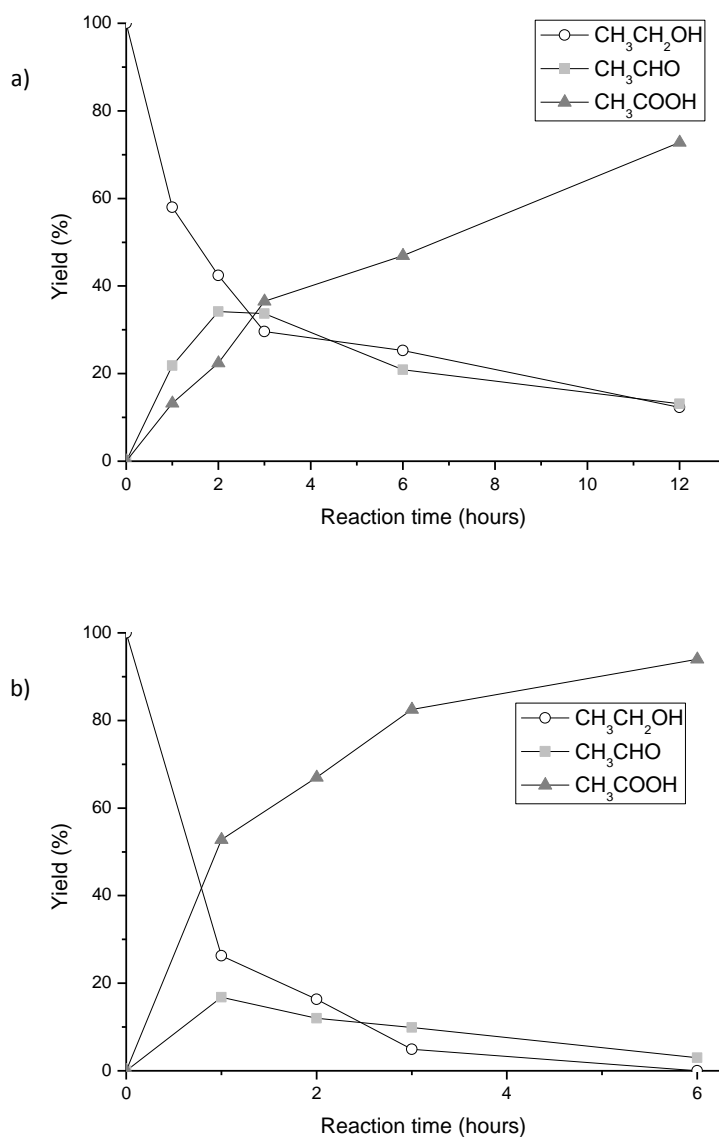 a)
Yield (%)
100
80
60
40
20
0
CH₃CH₂OH
CH₃CHO
CH₃COOH
0 2 4 6 8 10 12
Reaction time (hours)
b)
Yield (%)
100
80
60
40
20
0
CH₃CH₂OH
CH₃CHO
CH₃COOH
0 2 4 6
Reaction time (hours)